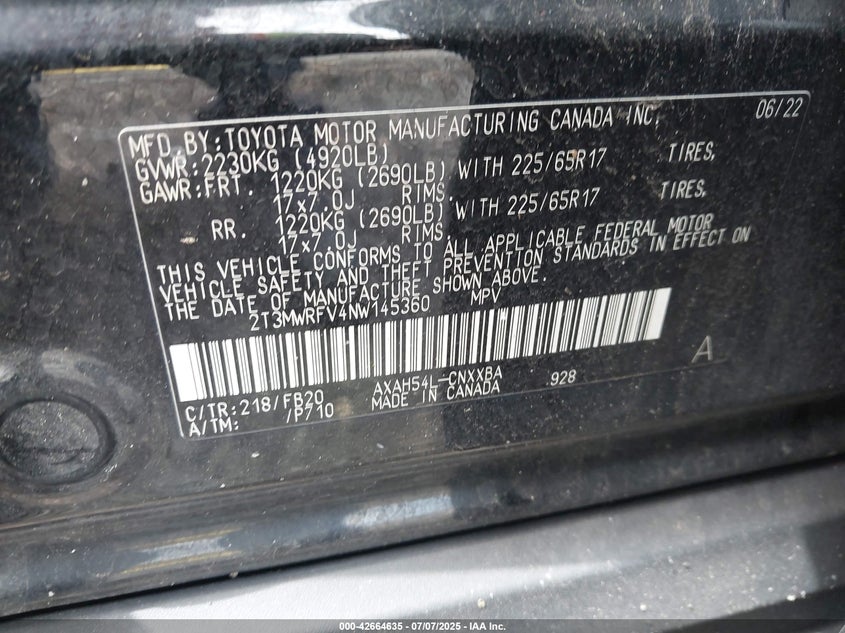 MFD. BY: TOYOTA MOTOR MANUFACTURING CANADA INC. 06/22
GVWR: 2230KG (4920LB)
GAWR: FRT. 1220KG (2690LB) WITH 225/65R17 TIRES,
17x7.0J RIMS.
RR. 1220KG (2690LB) WITH 225/65R17 TIRES,
17x7.0J RIMS.
THIS VEHICLE CONFORMS TO ALL APPLICABLE FEDERAL MOTOR
VEHICLE SAFETY AND THEFT PREVENTION STANDARDS IN EFFECT ON
THE DATE OF MANUFACTURE SHOWN ABOVE.
2T3MWRFV4NW145360 MPV
A
C/TR: 218/FB20 AXAH54L-CNXXBA 928
A/TM: /P710 MADE IN CANADA
000-42664635 - 07/07/2025 - IAA Inc.